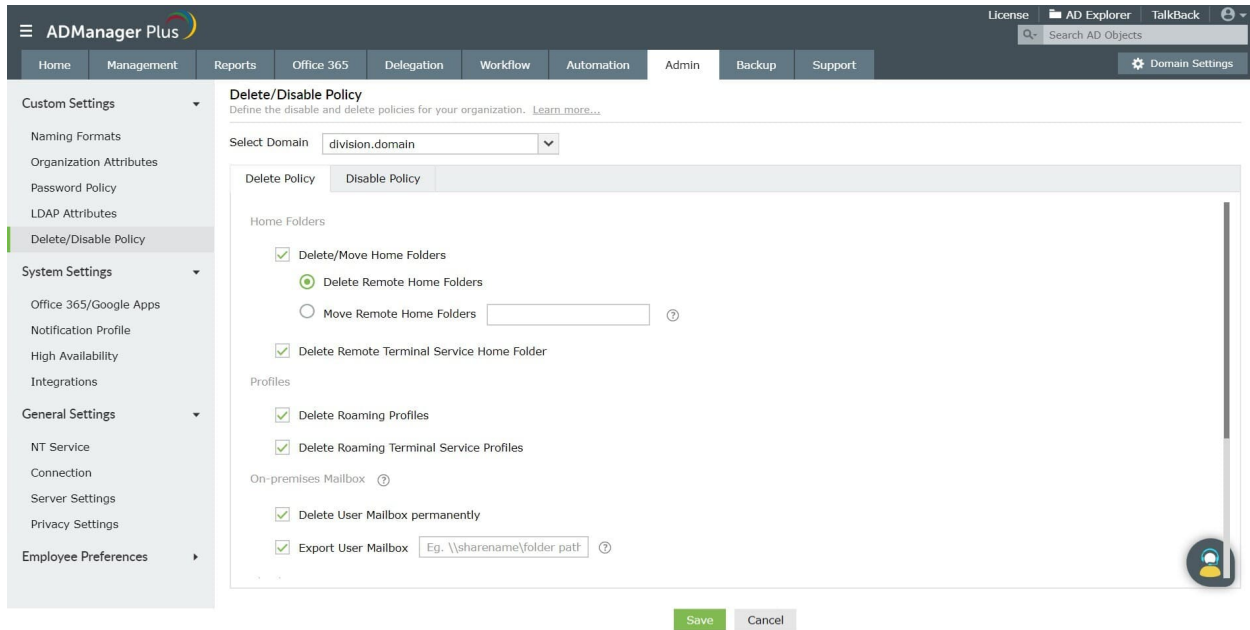 License
AD Explorer
TalkBack
ADManager Plus
Search AD Objects
Home
Management
Reports
Office 365
Delegation
Workflow
Automation
Admin
Backup
Support
Domain Settings
Custom Settings
Naming Formats
Organization Attributes
Password Policy
LDAP Attributes
Delete/Disable Policy
System Settings
Office 365/Google Apps
Notification Profile
High Availability
Integrations
General Settings
NT Service
Connection
Server Settings
Privacy Settings
Employee Preferences
Delete/Disable Policy
Define the disable and delete policies for your organization. Learn more...
Select Domain division.domain
Delete Policy
Disable Policy
Home Folders
Delete/Move Home Folders
Delete Remote Home Folders
Move Remote Home Folders
?
Delete Remote Terminal Service Home Folder
Profiles
Delete Roaming Profiles
Delete Roaming Terminal Service Profiles
On-premises Mailbox ?
Delete User Mailbox permanently
Export User Mailbox Eg. \\sharename\folder path ?
Save
Cancel